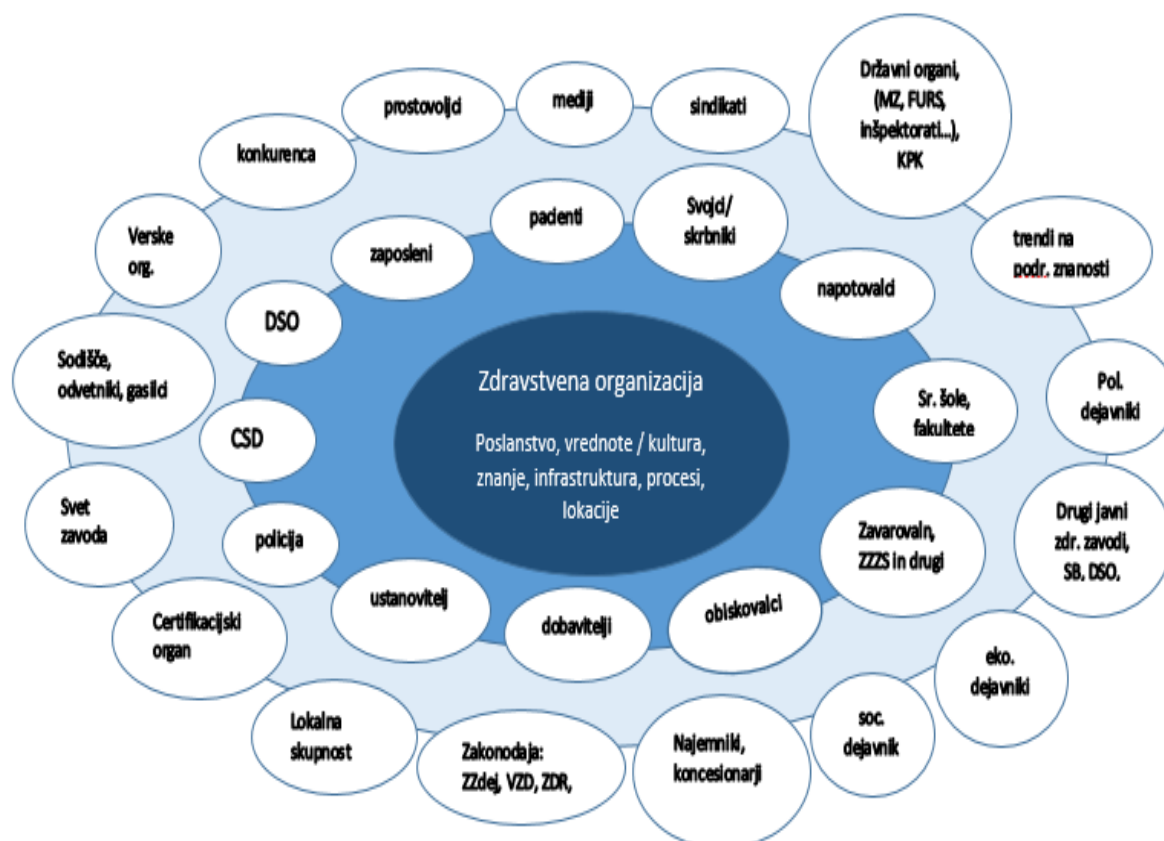 prostovoljci
mediji
sindikati
Državni organi,
(MZ, FURS,
inšpektorati...),
KPK
konkurenca
Verske
org.
zaposleni
pacienti
Svojci/
skrbniki
trendi na
podr. znanosti
napotovalci
DSO
Sodišče,
odvetniki, gasilci
Zdravstvena organizacija
Poslanstvo, vrednote / kultura,
znanje, infrastruktura, procesi,
lokacije
Pol.
dejavniki
Sr. šole,
fakultete
CSD
Svet
zavoda
policija
Zavarovaln,
ZZZS in drugi
Drugi javni
zdr. zavodi,
SB, DSO,
ustanovitelj
dobavitelji
obiskovalci
Certifikacijski
organ
eko.
dejavniki
Lokalna
skupnost
Zakonodaja:
ZZdej, VZD, ZDR,
Najemniki,
koncesionarji
soc.
dejavnik